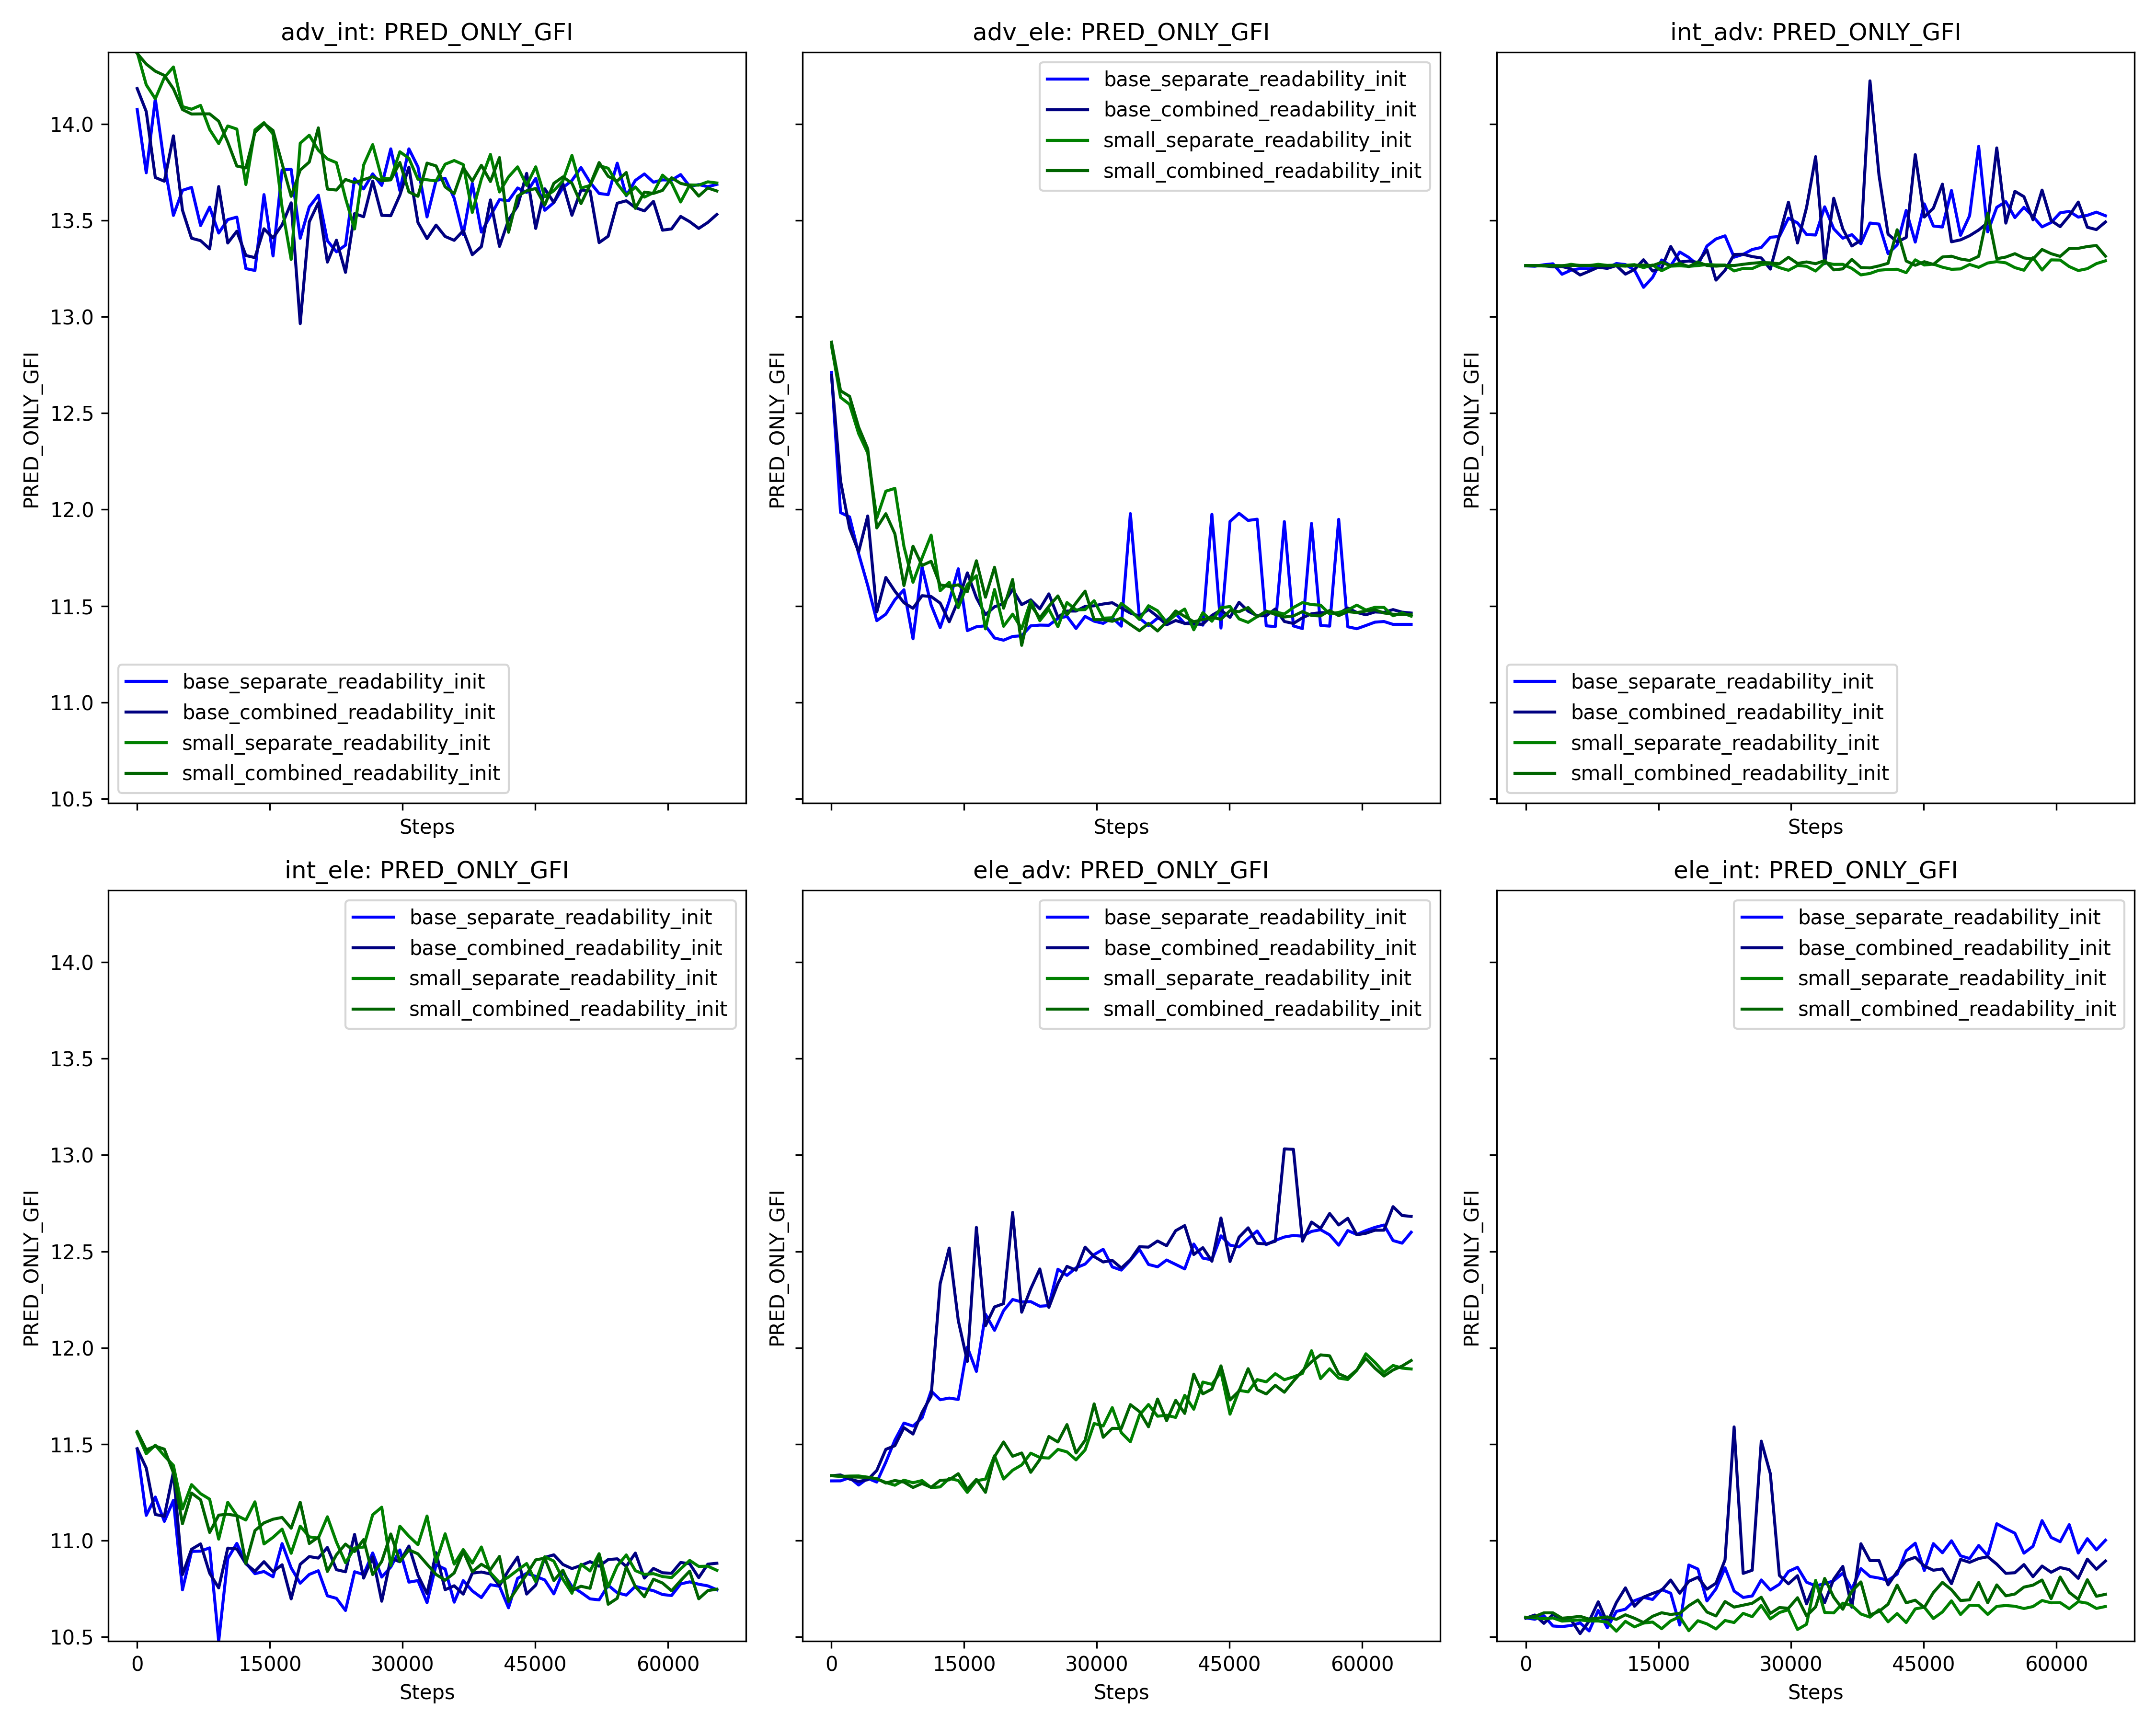 adv_int: PRED_ONLY_GFI
PRED_ONLY_GFI
14.0
13.5
13.0
12.5
12.0
11.5
11.0
10.5
base_separate_readability_init
base_combined_readability_init
small_separate_readability_init
small_combined_readability_init
Steps
adv_ele: PRED_ONLY_GFI
PRED_ONLY_GFI
base_separate_readability_init
base_combined_readability_init
small_separate_readability_init
small_combined_readability_init
Steps
int_adv: PRED_ONLY_GFI
PRED_ONLY_GFI
base_separate_readability_init
base_combined_readability_init
small_separate_readability_init
small_combined_readability_init
Steps
int_ele: PRED_ONLY_GFI
PRED_ONLY_GFI
14.0
13.5
13.0
12.5
12.0
11.5
11.0
10.5
base_separate_readability_init
base_combined_readability_init
small_separate_readability_init
small_combined_readability_init
0 15000 30000 45000 60000
Steps
ele_adv: PRED_ONLY_GFI
PRED_ONLY_GFI
base_separate_readability_init
base_combined_readability_init
small_separate_readability_init
small_combined_readability_init
0 15000 30000 45000 60000
Steps
ele_int: PRED_ONLY_GFI
PRED_ONLY_GFI
base_separate_readability_init
base_combined_readability_init
small_separate_readability_init
small_combined_readability_init
0 15000 30000 45000 60000
Steps